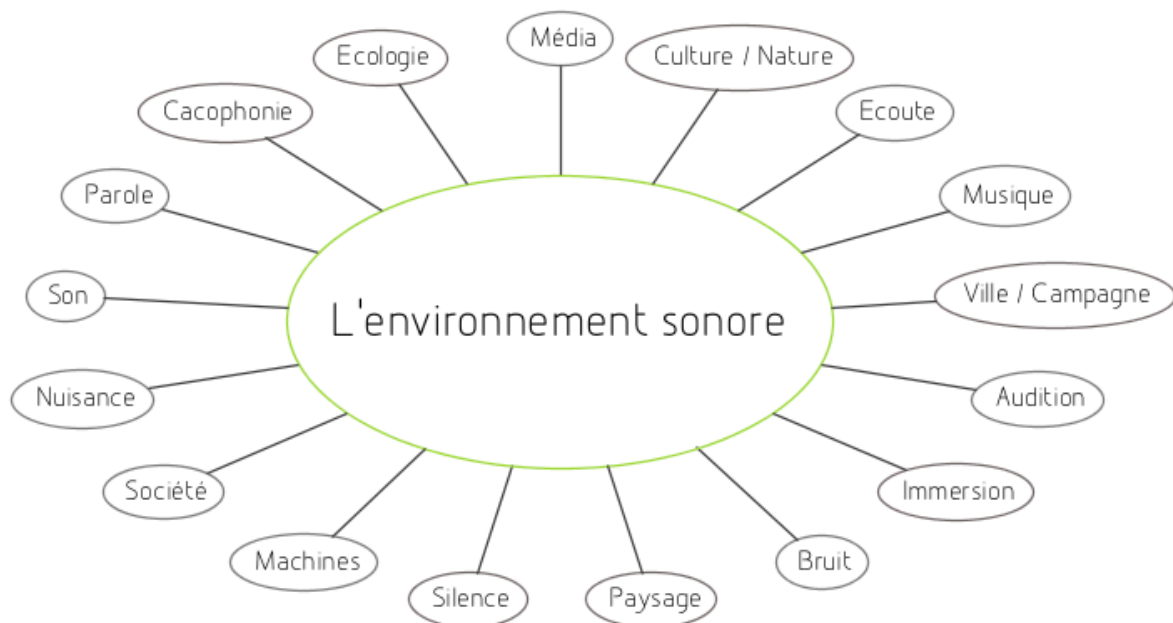 Média
Ecologie
Culture / Nature
Cacophonie
Ecoute
Parole
Musique
Son
Ville / Campagne
L'environnement sonore
Nuisance
Audition
Société
Immersion
Machines
Bruit
Silence
Paysage